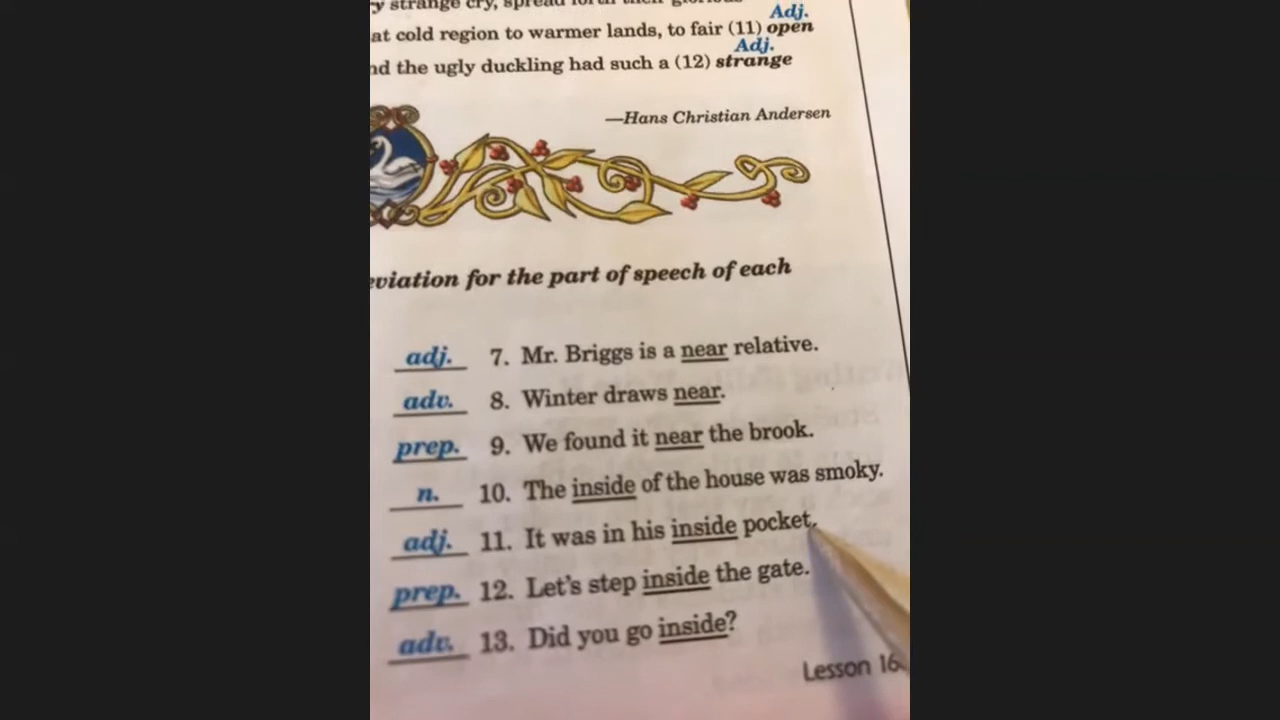 strange cry, spread
Adj.
at cold region to warmer lands, to fair (11) open
Adj.
the ugly duckling had such a (12) strange
—Hans Christian Andersen
for the part of speech of each
adj. 7. Mr. Briggs is a near relative.
adv. 8. Winter draws near.
prep. 9. We found it near the brook.
n. 10. The inside of the house was smoky.
adj. 11. It was in his inside pocket.
prep. 12. Let's step inside the gate.
adv. 13. Did you go inside?
Lesson 16